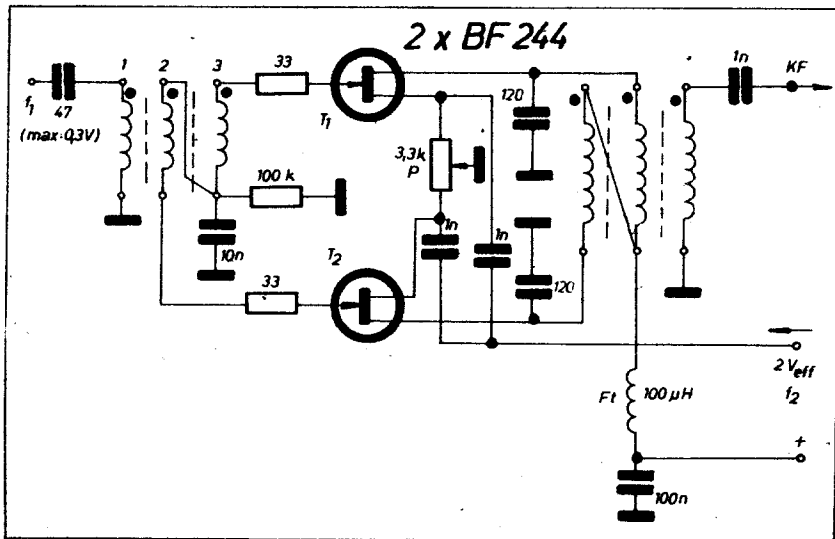 2 x BF 244
1
2
3
33
1n
KF
f₁
47
(max:0,3V)
T₁
120
3,3k
P
100 k
10n
T₂
1n
1n
33
120
2 Veff
f₂
Ft
100 µH
+
100n